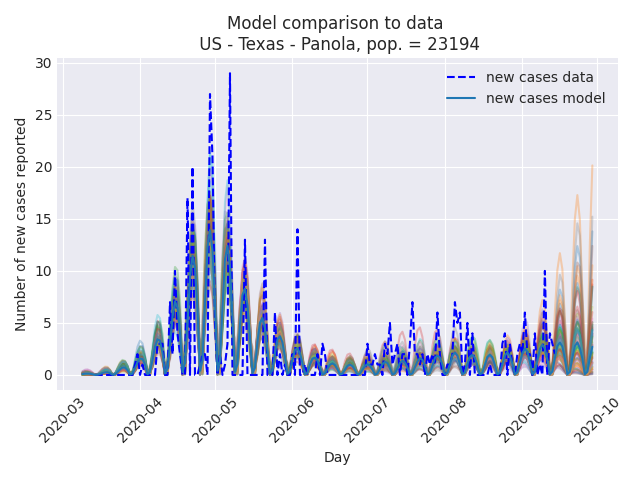 Model comparison to data
US - Texas - Panola, pop. = 23194
Number of new cases reported
30
25
20
15
10
5
0
new cases data
new cases model
2020-03
2020-04
2020-05
2020-06
2020-07
2020-08
2020-09
2020-10
Day